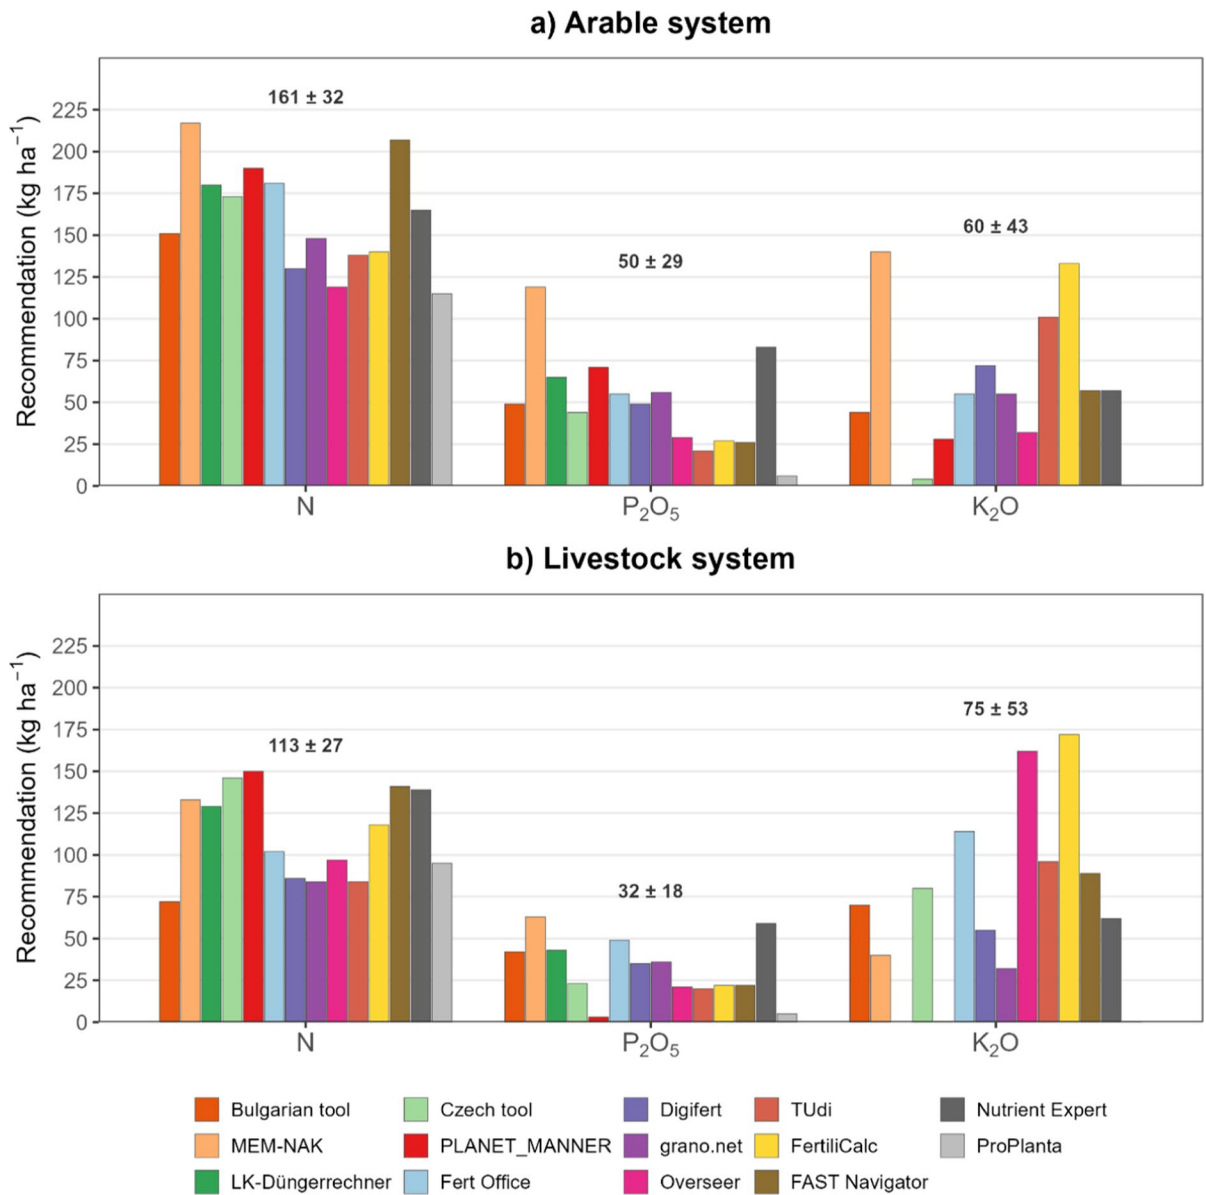 a) Arable system
Recommendation (kg ha⁻¹)
225
200
175
150
125
100
75
50
25
0
161 ± 32
50 ± 29
60 ± 43
N
P₂O₅
K₂O
b) Livestock system
Recommendation (kg ha⁻¹)
225
200
175
150
125
100
75
50
25
0
113 ± 27
32 ± 18
75 ± 53
N
P₂O₅
K₂O
Bulgarian tool
MEM-NAK
LK-Düngerrechner
Czech tool
PLANET_MANNER
Fert Office
Digifert
grano.net
Overseer
TUdi
FertiliCalc
FAST Navigator
Nutrient Expert
ProPlanta